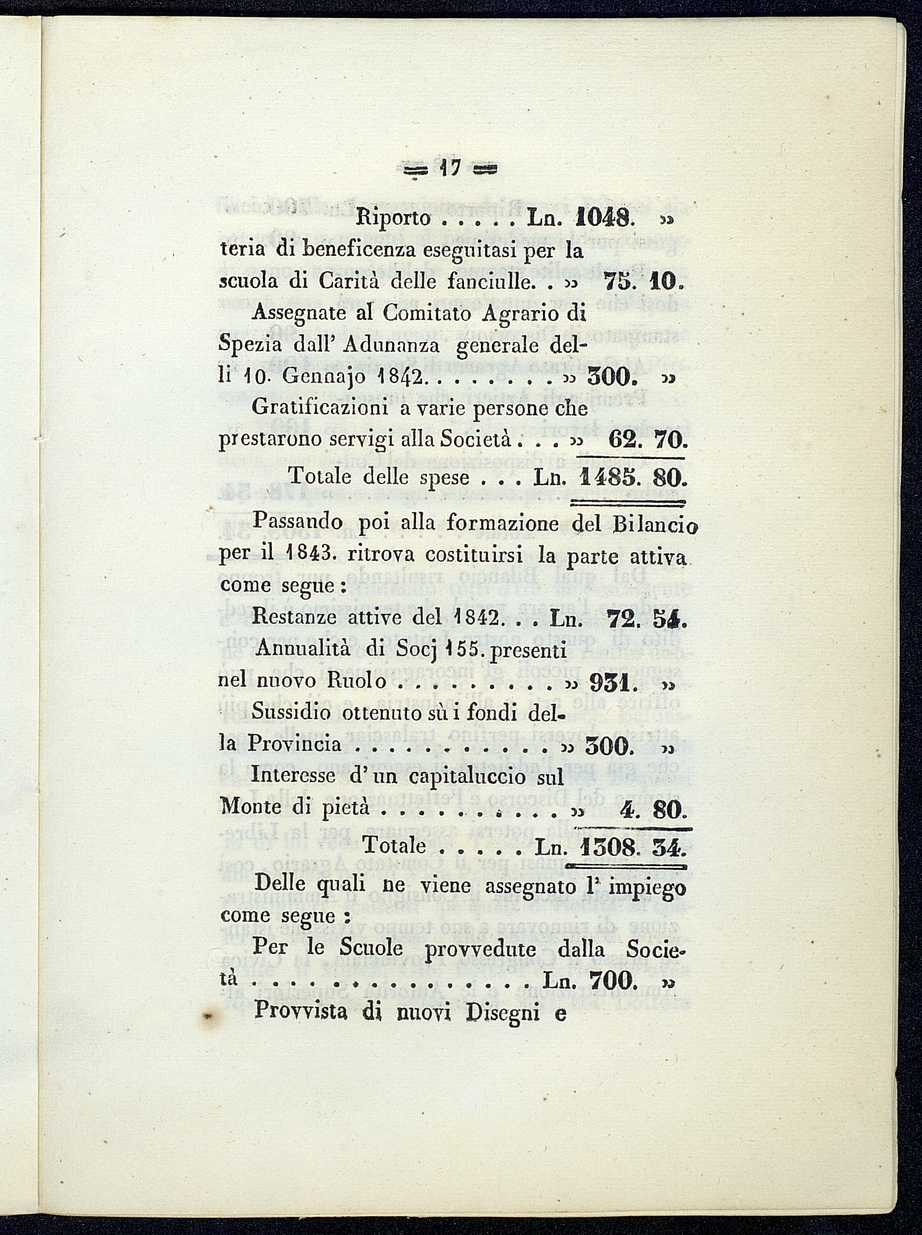 = 17 =
Riporto . . . . . Ln. 1048. »
teria di beneficenza eseguitasi per la
scuola di Carità delle fanciulle. . » 75. 10.
Assegnate al Comitato Agrario di
Spezia dall' Adunanza generale del-
li 10. Gennajo 1842. . . . . . . . » 300. »
Gratificazioni a varie persone che
prestarono servigi alla Società . . . » 62. 70.
Totale delle spese . . . Ln. 1485. 80.
Passando poi alla formazione del Bilancio
per il 1843. ritrova costituirsi la parte attiva
come segue :
Restanze attive del 1842. . . Ln. 72. 54.
Annualità di Socj 155. presenti
nel nuovo Ruolo . . . . . . . . . . » 931. »
Sussidio ottenuto sù i fondi del-
la Provincia . . . . . . . . . . . . » 300. »
Interesse d' un capitaluccio sul
Monte di pietà . . . . . . . . . . . » 4. 80.
Totale . . . . . Ln. 1308. 34.
Delle quali ne viene assegnato l' impiego
come segue :
Per le Scuole provvedute dalla Socie-
tà . . . . . . . . . . . . . . . . Ln. 700. »
Provvista di nuovi Disegni e